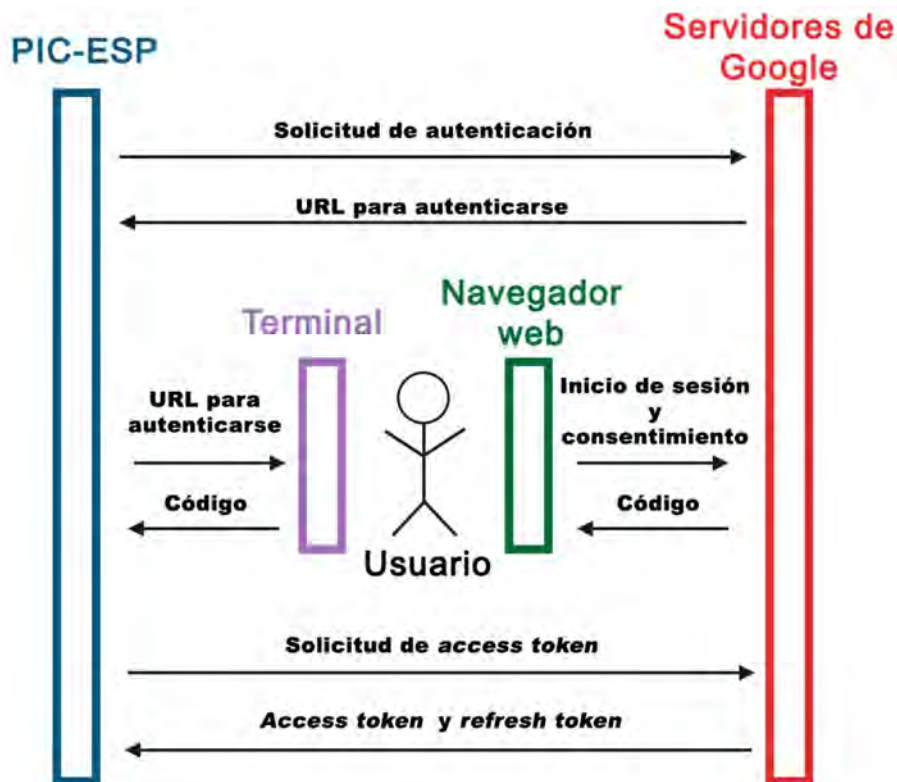 PIC-ESP
Servidores de
Google
Solicitud de autenticación
URL para autenticarse
Terminal
Navegador
web
URL para
autenticarse
Inicio de sesión
y
consentimiento
Código
Código
Usuario
Solicitud de access token
Access token y refresh token